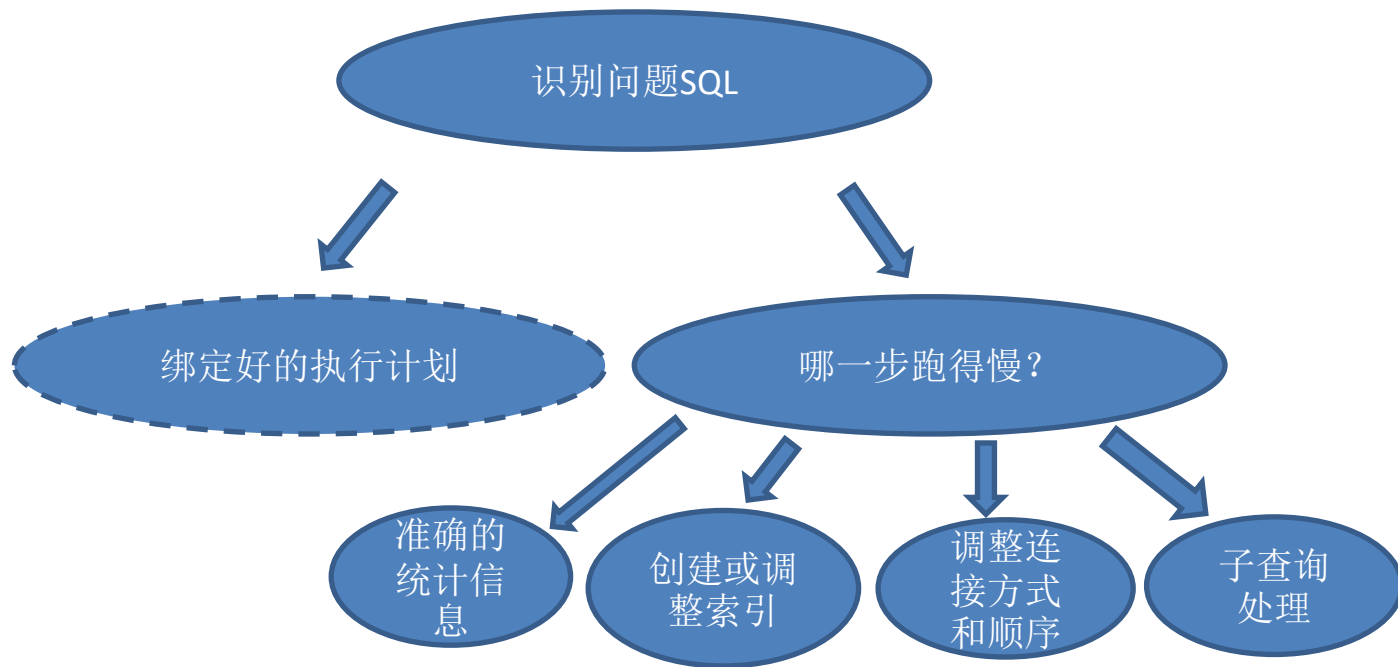 识别问题SQL
绑定好的执行计划
哪一步跑得慢？
准确的
统计信
息
创建或调
整索引
调整连
接方式
和顺序
子查询
处理